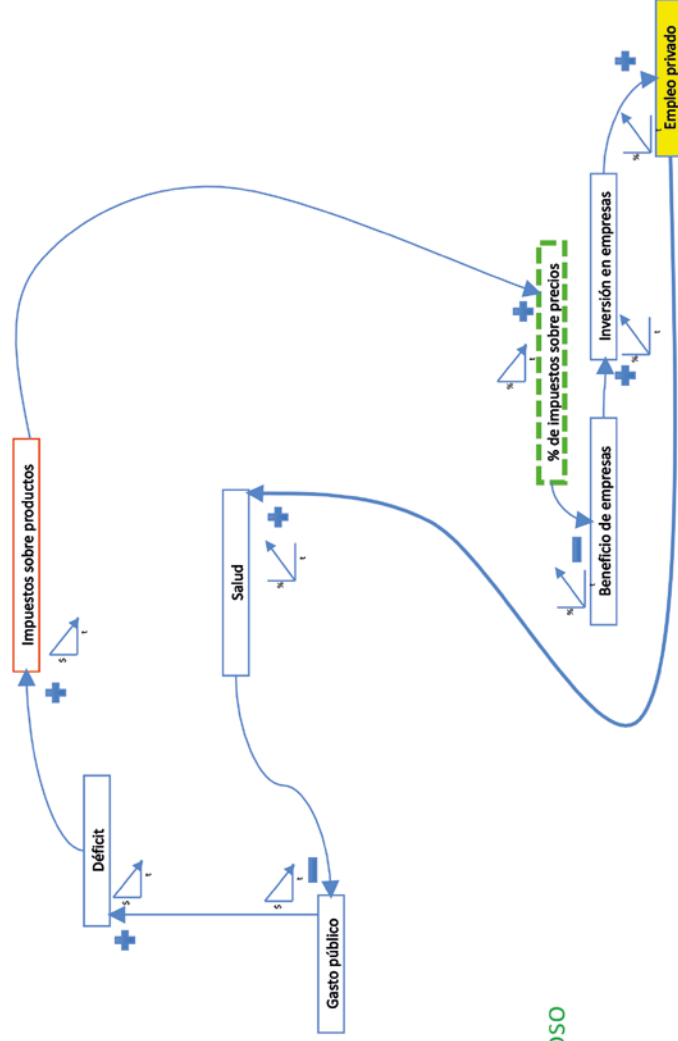 Impuestos sobre productos
$
t
Déficit
$
t
Salud
%
t
$
t
Gasto público
%
t
% de impuestos sobre precios
OSO
%
t
Beneficio de empresas
Inversión en empresas
%
t
%
t
Empleo privado